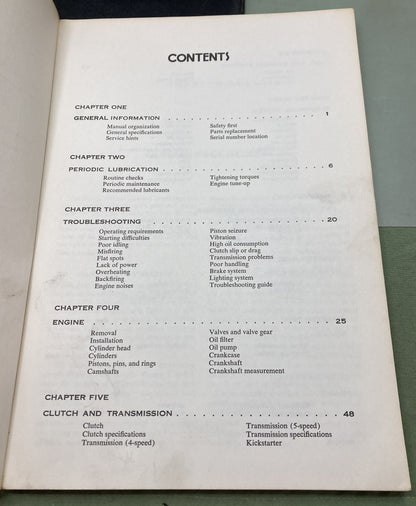 CONTENTS
CHAPTER ONE
GENERAL INFORMATION . . . . . . . . . . . . . . . . . . 1
Manual organization Safety first
General specifications Parts replacement
Service hints Serial number location
CHAPTER TWO
PERIODIC LUBRICATION . . . . . . . . . . . . . . . . . . 6
Routine checks Tightening torques
Periodic maintenance Engine tune-up
Recommended lubricants
CHAPTER THREE
TROUBLESHOOTING . . . . . . . . . . . . . . . . . . . . 20
Operating requirements Piston seizure
Starting difficulties Vibration
Poor idling High oil consumption
Misfiring Clutch slip or drag
Flat spots Transmission problems
Lack of power Poor handling
Overheating Brake system
Backfiring Lighting system
Engine noises Troubleshooting guide
CHAPTER FOUR
ENGINE . . . . . . . . . . . . . . . . . . . . . . . . . 25
Removal Valves and valve gear
Installation Oil filter
Cylinder head Oil pump
Cylinders Crankcase
Pistons, pins, and rings Crankshaft
Camshafts Crankshaft measurement
CHAPTER FIVE
CLUTCH AND TRANSMISSION . . . . . . . . . . . . . . . . . 48
Clutch Transmission (5-speed)
Clutch specifications Transmission specifications
Transmission (4-speed) Kickstarter